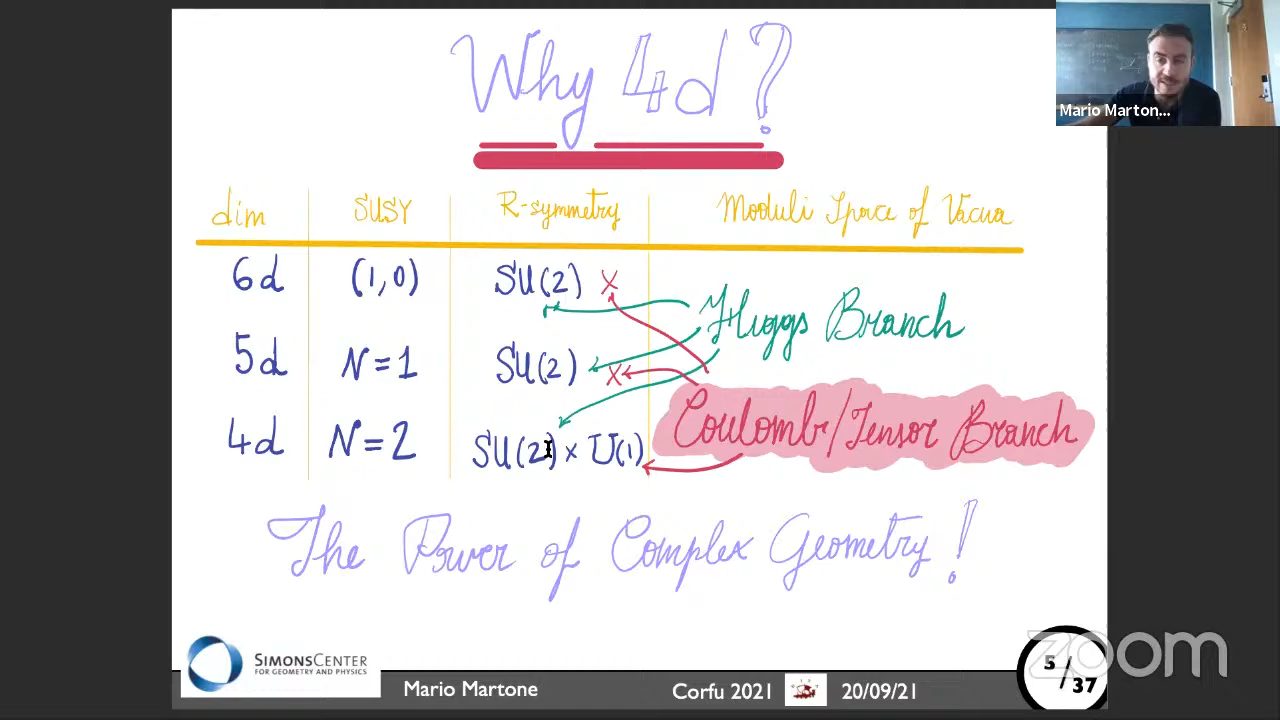 Why 4d?
Mario Marton...
dim SUSY R-symmetry Moduli Space of Vacua
6d (1,0) SU(2) x
Higgs Branch
5d N=1 SU(2) x
Coulomb/Tensor Branch
4d N=2 SU(2) x U(1)
The Power of Complex Geometry!
SIMONSCENTER
FOR GEOMETRY AND PHYSICS
Mario Martone Corfu 2021 20/09/21
5/37
zoom